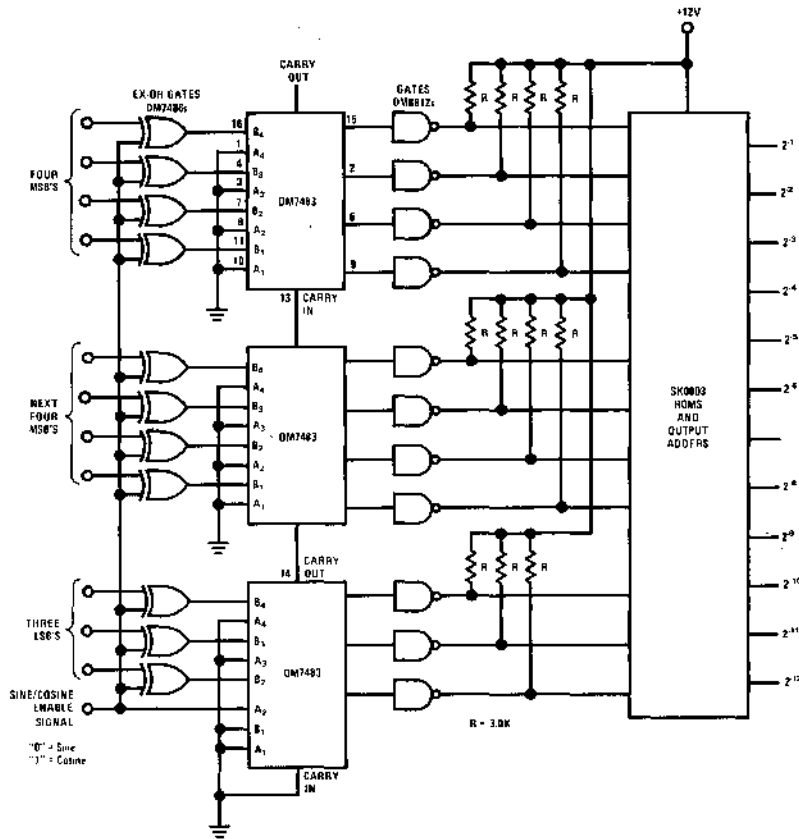 +12V
CARRY
OUT
EX-OR GATES
DM7486s
GATES
DM8812s
R R R R
FOUR
MSB'S
16 B4
1 A4
4 B3
3 A3
7 B2
8 A2
11 B1
10 A1
DM7483
15
2
6
9
13 CARRY
IN
R R R R
NEXT
FOUR
MSB'S
B4
A4
B3
A3
B2
A2
B1
A1
DM7483
CARRY
OUT
14
R R R
THREE
LSB'S
B4
A4
B3
A3
B2
A2
B1
A1
DM7483
CARRY
IN
SINE/COSINE
ENABLE
SIGNAL
"0" = Sine
"1" = Cosine
R = 3.0K
SK0003
ROMS
AND
OUTPUT
ADDERS
2-1
2-2
2-3
2-4
2-5
2-6
2-8
2-9
2-10
2-11
2-12